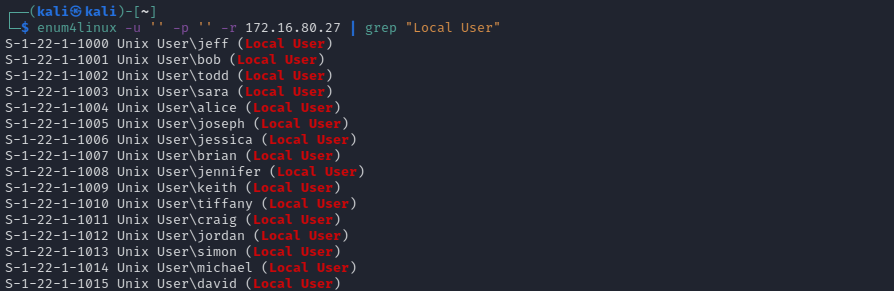 ┌──(kali㉿kali)-[~]
└─$ enum4linux -u '' -p '' -r 172.16.80.27 | grep "Local User"
S-1-22-1-1000 Unix User\jeff (Local User)
S-1-22-1-1001 Unix User\bob (Local User)
S-1-22-1-1002 Unix User\todd (Local User)
S-1-22-1-1003 Unix User\sara (Local User)
S-1-22-1-1004 Unix User\alice (Local User)
S-1-22-1-1005 Unix User\joseph (Local User)
S-1-22-1-1006 Unix User\jessica (Local User)
S-1-22-1-1007 Unix User\brian (Local User)
S-1-22-1-1008 Unix User\jennifer (Local User)
S-1-22-1-1009 Unix User\keith (Local User)
S-1-22-1-1010 Unix User\tiffany (Local User)
S-1-22-1-1011 Unix User\craig (Local User)
S-1-22-1-1012 Unix User\jordan (Local User)
S-1-22-1-1013 Unix User\simon (Local User)
S-1-22-1-1014 Unix User\michael (Local User)
S-1-22-1-1015 Unix User\david (Local User)